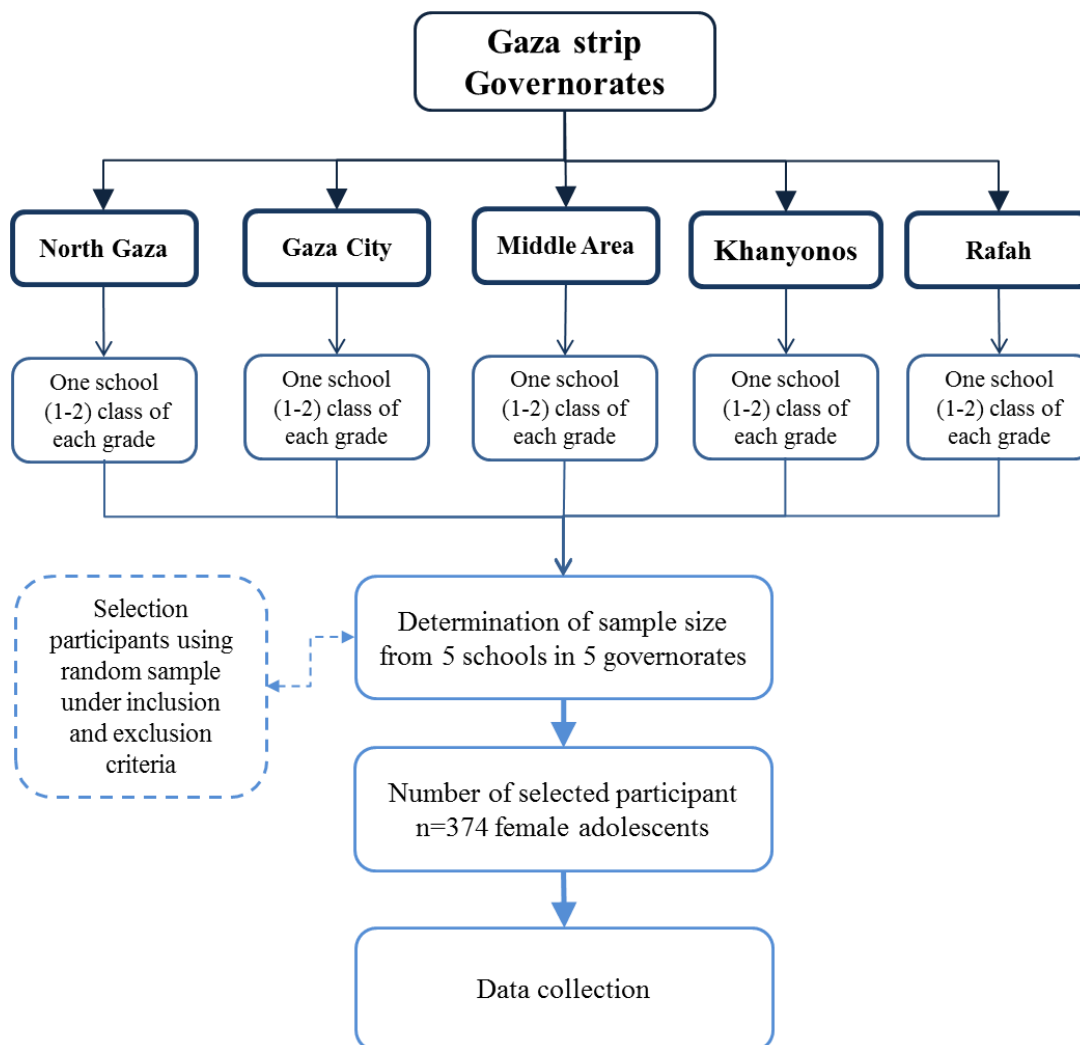 Gaza strip
Governorates
North Gaza
Gaza City
Middle Area
Khanyonos
Rafah
One school
(1-2) class of
each grade
One school
(1-2) class of
each grade
One school
(1-2) class of
each grade
One school
(1-2) class of
each grade
One school
(1-2) class of
each grade
Selection
participants using
random sample
under inclusion
and exclusion
criteria
Determination of sample size
from 5 schools in 5 governorates
Number of selected participant
n=374 female adolescents
Data collection